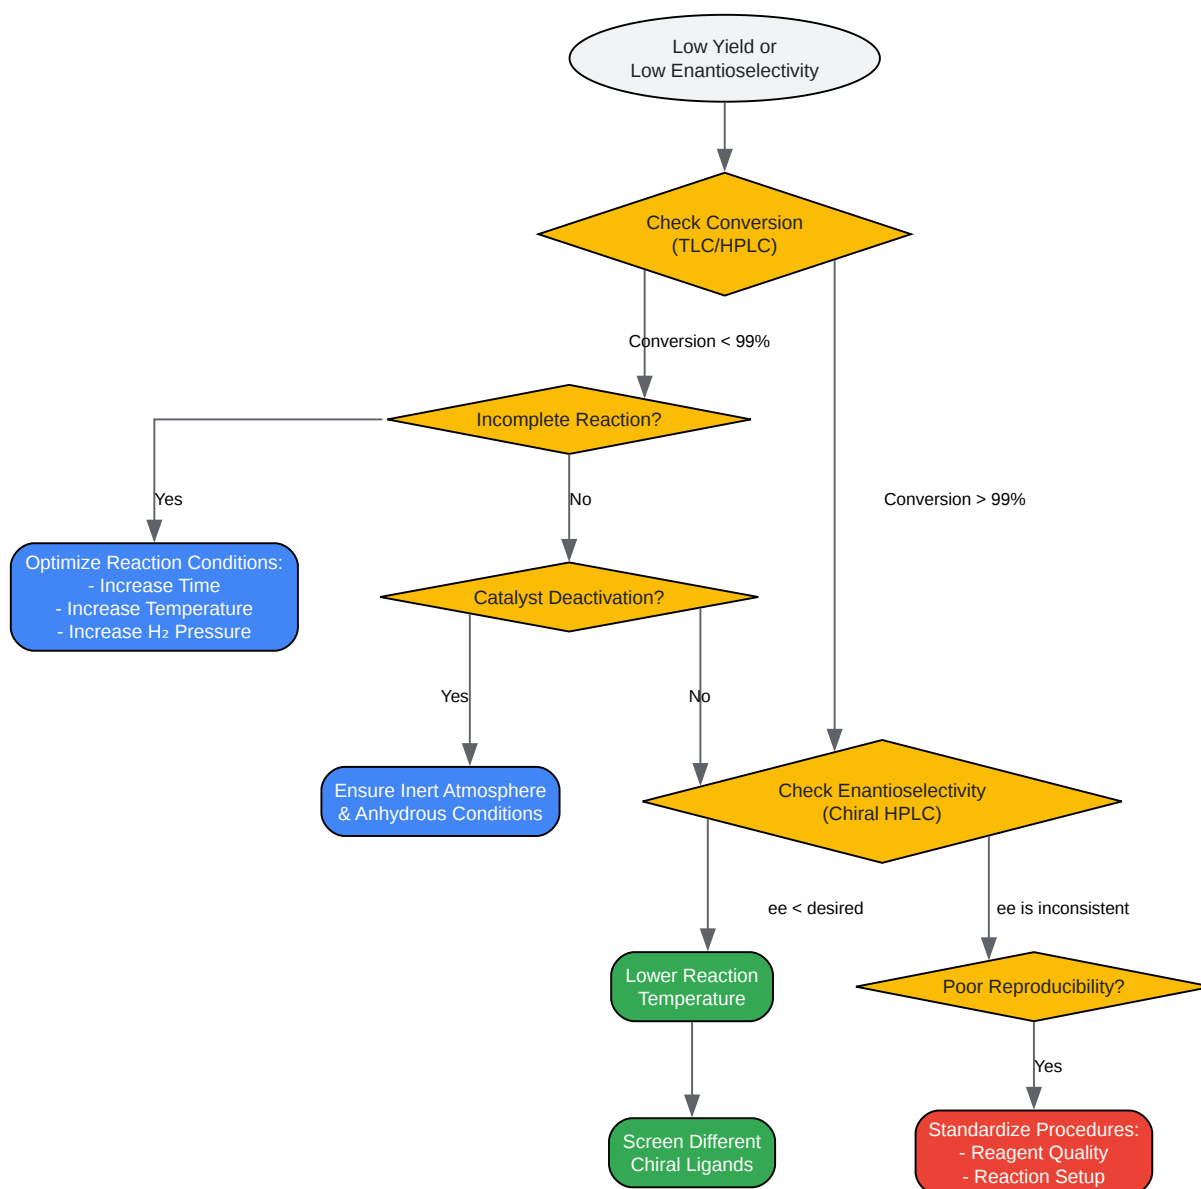 Low Yield or
Low Enantioselectivity
Check Conversion
(TLC/HPLC)
Conversion < 99%
Incomplete Reaction?
Yes
No
Conversion > 99%
Optimize Reaction Conditions:
- Increase Time
- Increase Temperature
- Increase H₂ Pressure
Catalyst Deactivation?
Yes
No
Ensure Inert Atmosphere
& Anhydrous Conditions
Check Enantioselectivity
(Chiral HPLC)
ee < desired
ee is inconsistent
Lower Reaction
Temperature
Poor Reproducibility?
Yes
Screen Different
Chiral Ligands
Standardize Procedures:
- Reagent Quality
- Reaction Setup